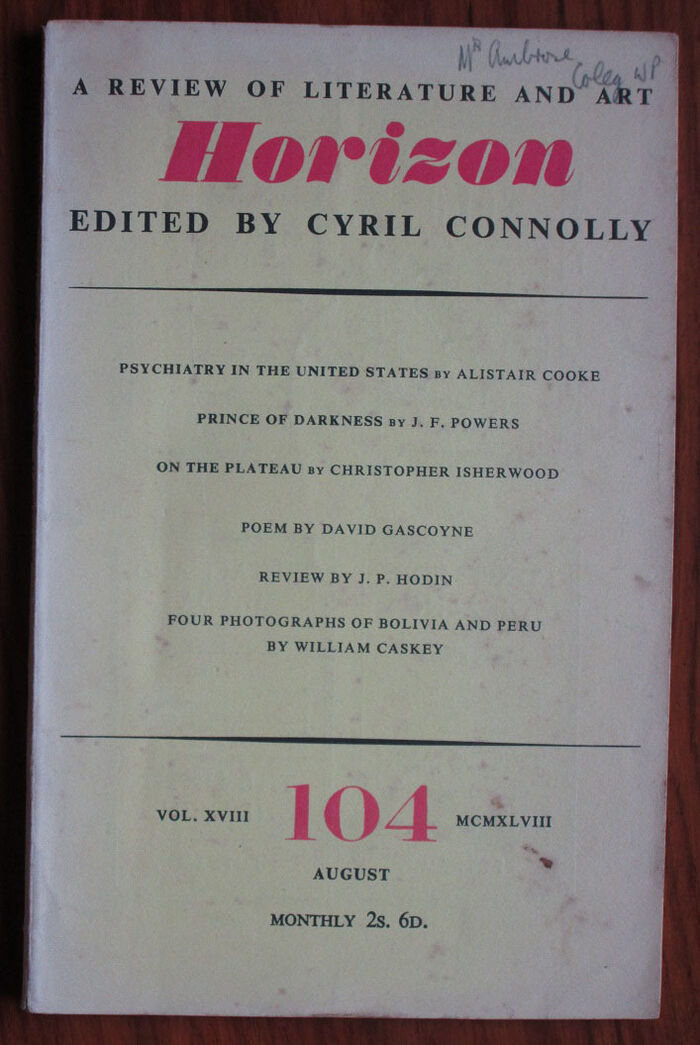 Mr Ambrose
A REVIEW OF LITERATURE AND ART
Horizon
EDITED BY CYRIL CONNOLLY
PSYCHIATRY IN THE UNITED STATES BY ALISTAIR COOKE
PRINCE OF DARKNESS BY J. F. POWERS
ON THE PLATEAU BY CHRISTOPHER ISHERWOOD
POEM BY DAVID GASCOYNE
REVIEW BY J. P. HODIN
FOUR PHOTOGRAPHS OF BOLIVIA AND PERU
BY WILLIAM CASKEY
VOL. XVIII 104 MCMXLVIII
AUGUST
MONTHLY 2S. 6D.